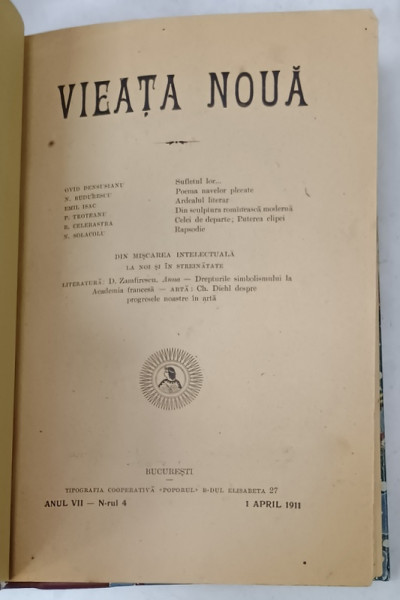 VIEAȚA NOUĂ
OVID DENSUSIANU Sufletul lor...
N. BUDURESCU Poema navelor plecate
EMIL ISAC Ardealul literar
P. TROTEANU Din sculptura romînească modernă
B. CELERASTRA Celei de departe; Puterea clipei
E. SOLACOLU Rapsodie
DIN MIȘCAREA INTELECTUALĂ
LA NOI ȘI ÎN STREINĂTATE
LITERATURĂ: D. Zamfirescu, Anna — Drepturile simbolismului la
Academia franceză — ARTĂ: Ch. Diehl despre
progresele noastre în artă
BUCUREȘTI
TIPOGRAFIA COOPERATIVĂ "POPORUL" B-DUL ELISABETA 27
ANUL VII — N-rul 4 1 APRIL 1911